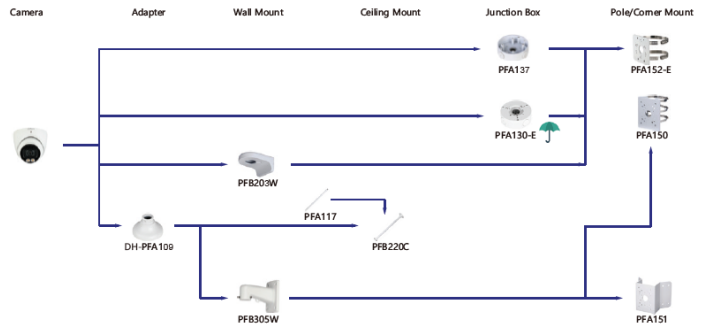 Camera Adapter Wall Mount Ceiling Mount Junction Box Pole/Corner Mount
PFA137 PFA152-E
PFA130-E PFA150
PFB203W
PFA117
DH-PFA109 PFB220C
PFB305W PFA151